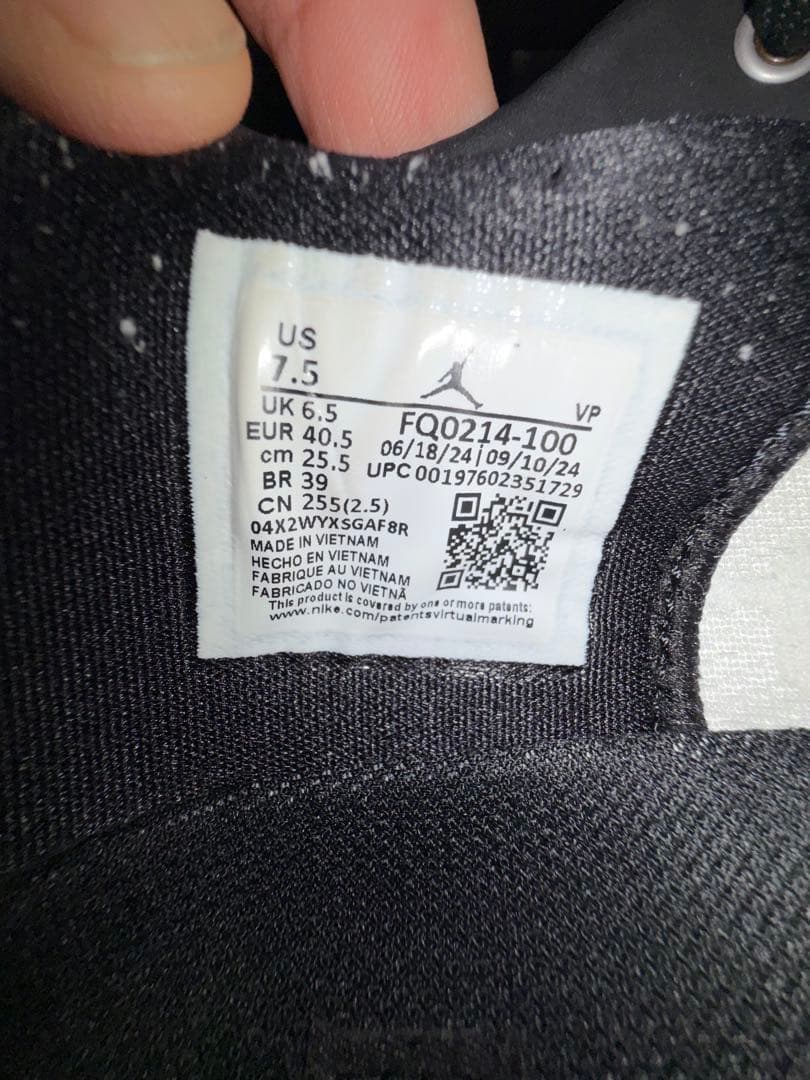 US
7.5
VP
UK 6.5
EUR 40.5
cm 25.5
BR 39
CN 255(2.5)
FQ0214-100
06/18/24|09/10/24
UPC 00197602351729
04X2WYXSGAF8R
MADE IN VIETNAM
HECHO EN VIETNAM
FABRIQUE AU VIETNAM
FABRICADO NO VIETNÃ
This product is covered by one or more patents:
www.nike.com/patentsvirtualmarking